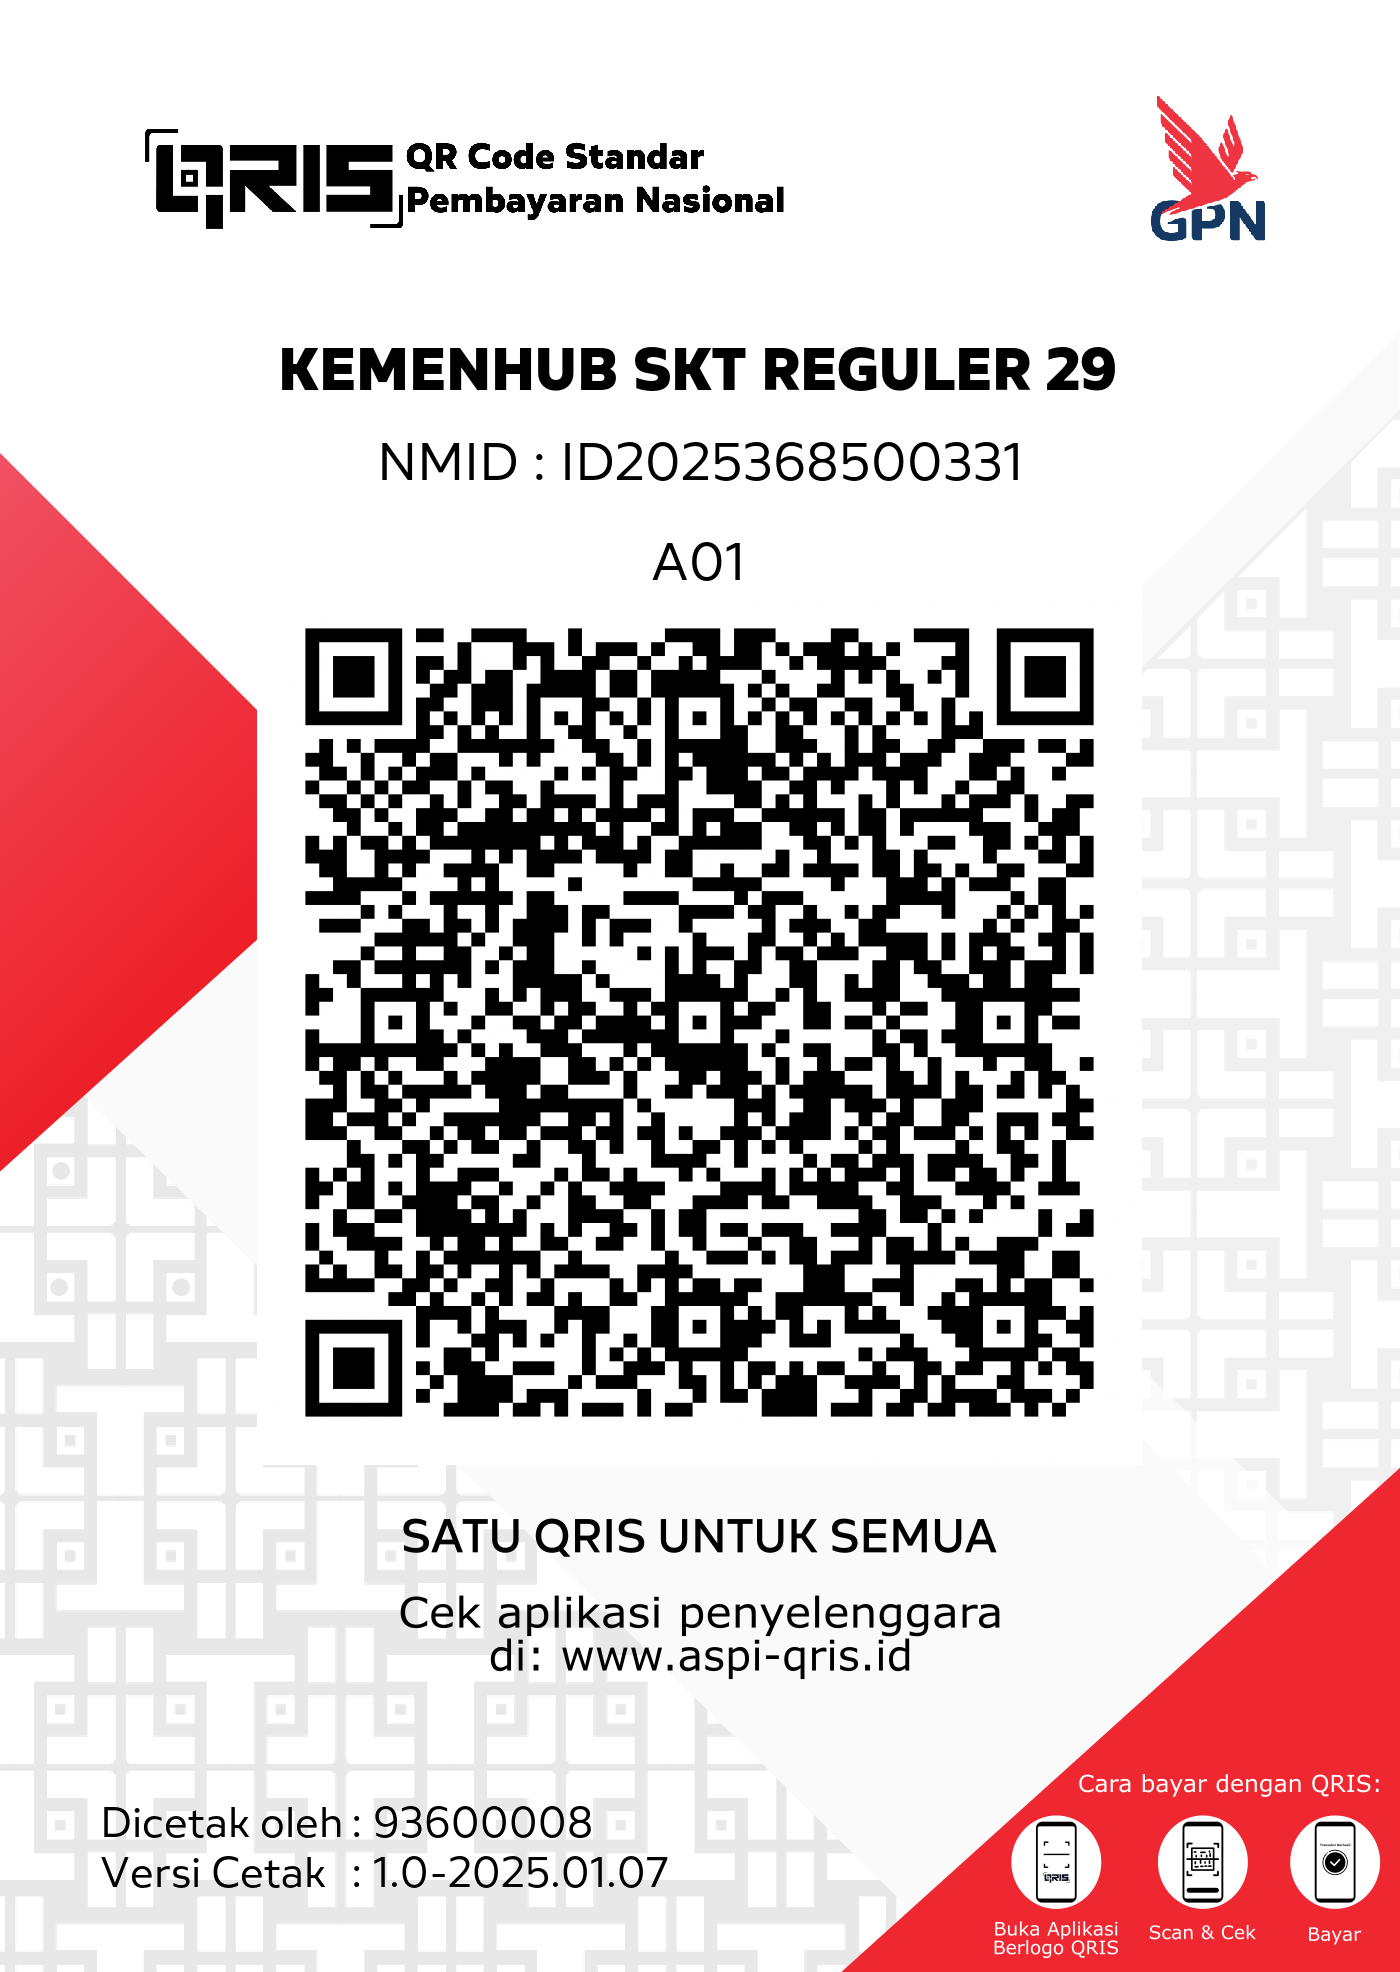 QRIS
QR Code Standar
Pembayaran Nasional
GPN
KEMENHUB SKT REGULER 29
NMID : ID2025368500331
A01
SATU QRIS UNTUK SEMUA
Cek aplikasi penyelenggara
di: www.aspi-qris.id
Dicetak oleh : 93600008
Versi Cetak : 1.0-2025.01.07
Cara bayar dengan QRIS:
QRIS
Buka Aplikasi
Berlogo QRIS
Scan & Cek
Bayar